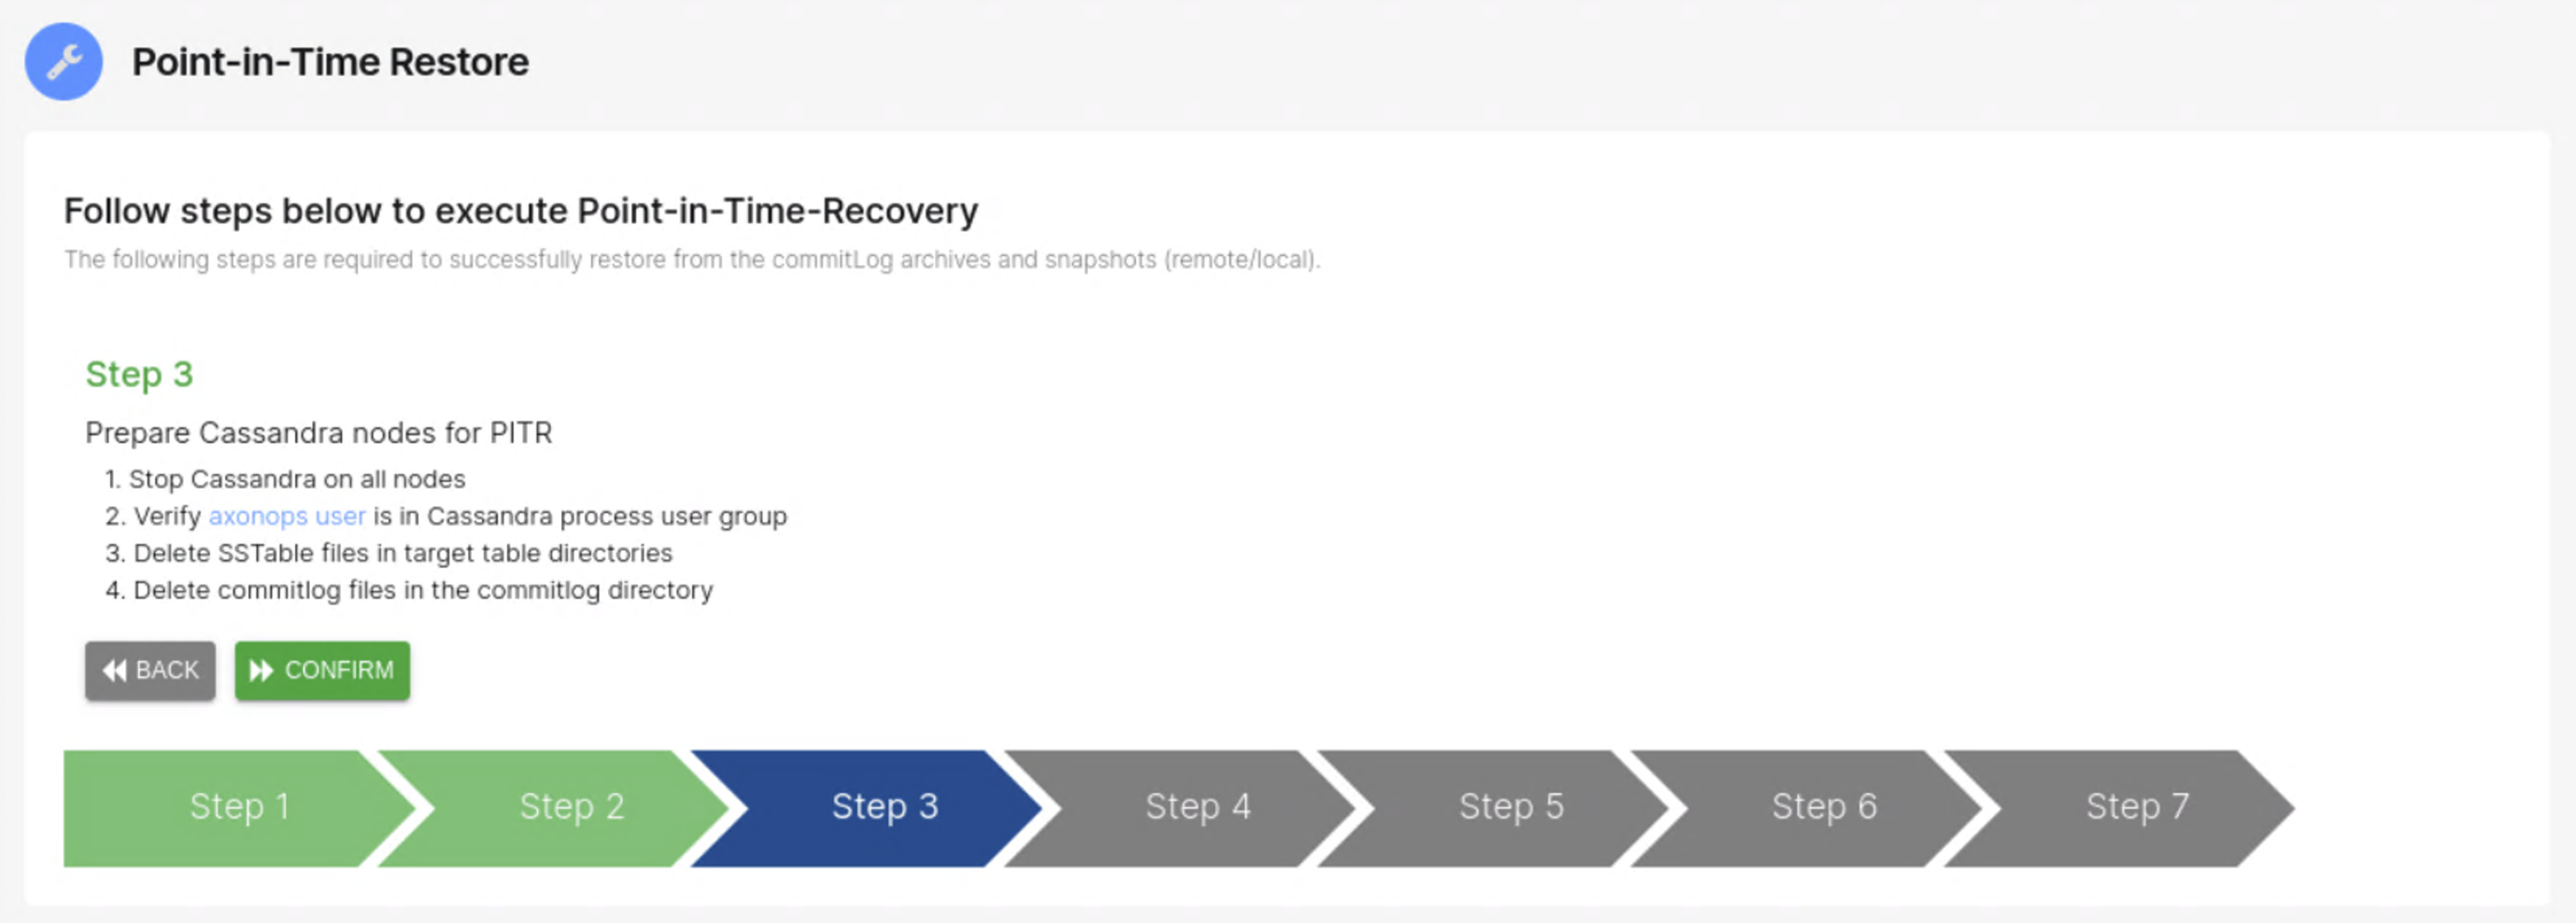 Point-in-Time Restore
Follow steps below to execute Point-in-Time-Recovery
The following steps are required to successfully restore from the commitLog archives and snapshots (remote/local).
Step 3
Prepare Cassandra nodes for PITR
1. Stop Cassandra on all nodes
2. Verify axonops user is in Cassandra process user group
3. Delete SSTable files in target table directories
4. Delete commitlog files in the commitlog directory
BACK CONFIRM
Step 1 Step 2 Step 3 Step 4 Step 5 Step 6 Step 7